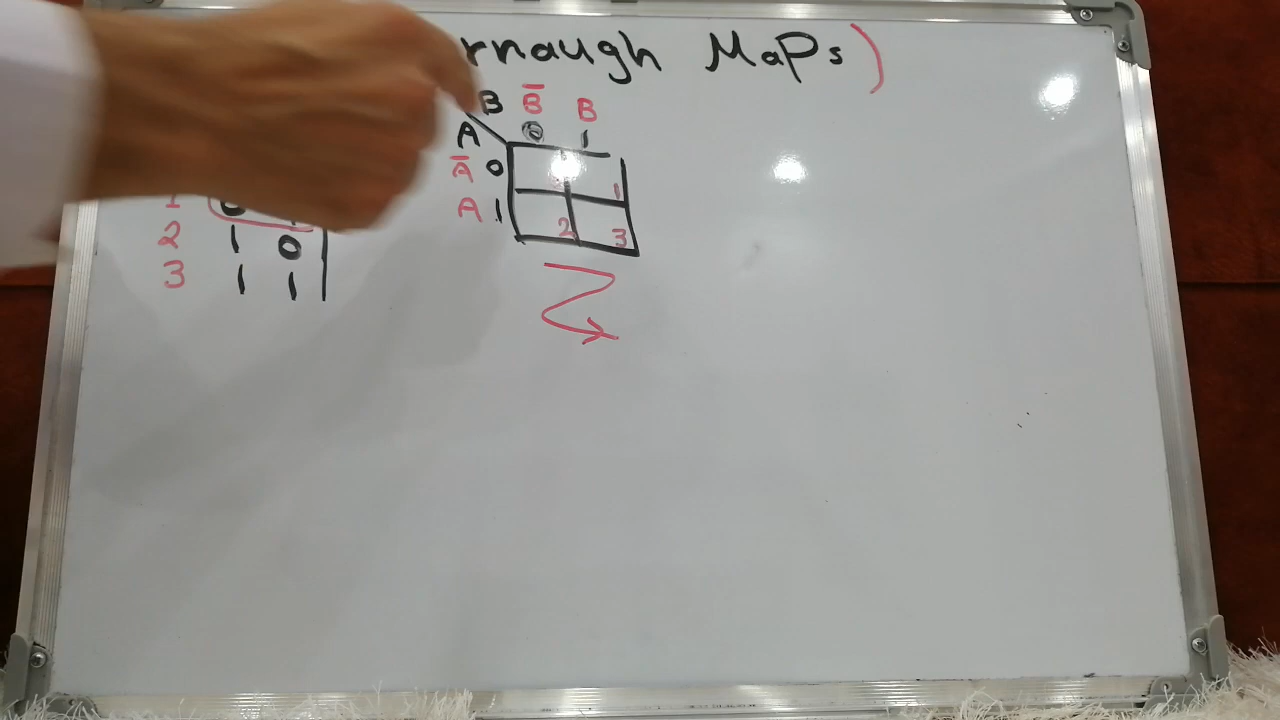 rnaugh Maps)
B B̅ B
A 0 1
A̅ 0
1
A 1
2 1 0
2 3
3 1 1